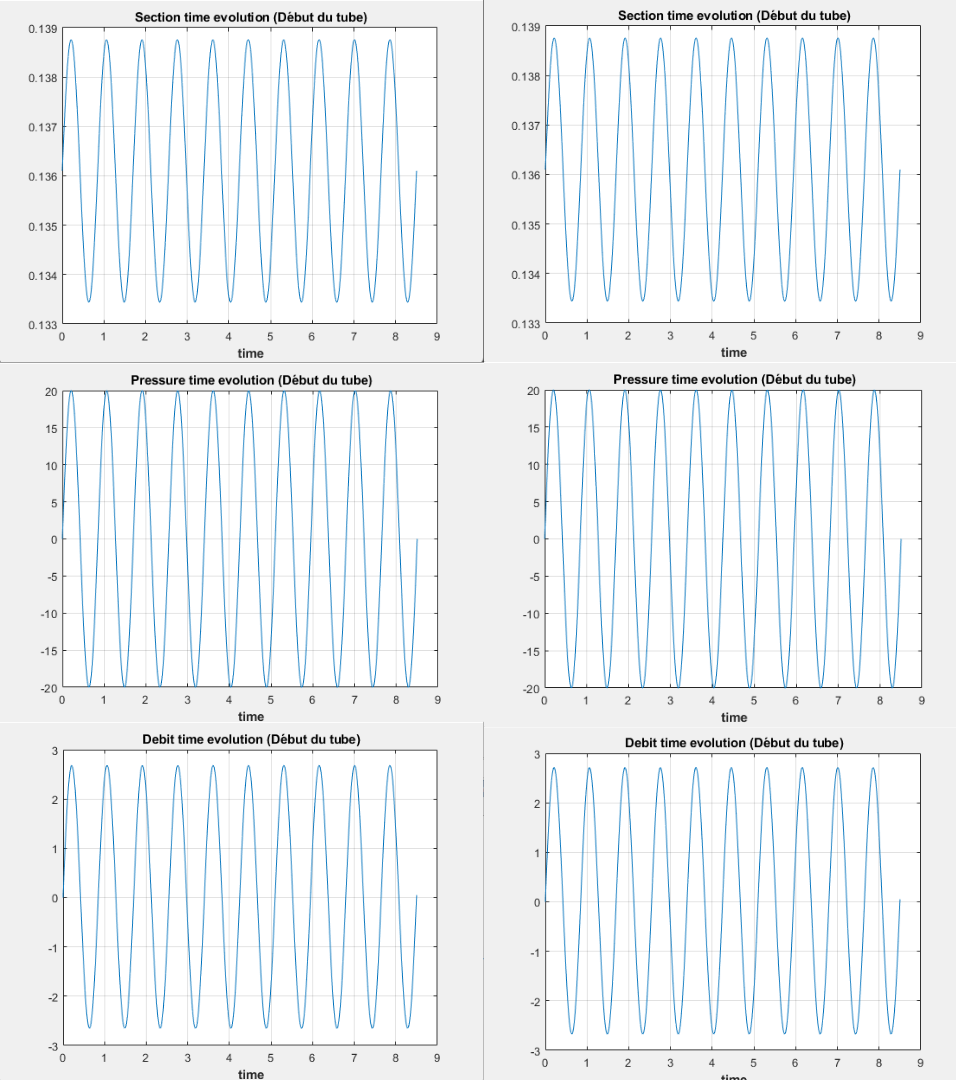 Section time evolution (Début du tube)
0.139
0.138
0.137
0.136
0.135
0.134
0.133
0 1 2 3 4 5 6 7 8 9
time
Section time evolution (Début du tube)
0.139
0.138
0.137
0.136
0.135
0.134
0.133
0 1 2 3 4 5 6 7 8 9
time
Pressure time evolution (Début du tube)
20
15
10
5
0
-5
-10
-15
-20
0 1 2 3 4 5 6 7 8 9
time
Pressure time evolution (Début du tube)
20
15
10
5
0
-5
-10
-15
-20
0 1 2 3 4 5 6 7 8 9
time
Debit time evolution (Début du tube)
3
2
1
0
-1
-2
-3
0 1 2 3 4 5 6 7 8 9
time
Debit time evolution (Début du tube)
3
2
1
0
-1
-2
-3
0 1 2 3 4 5 6 7 8 9
time